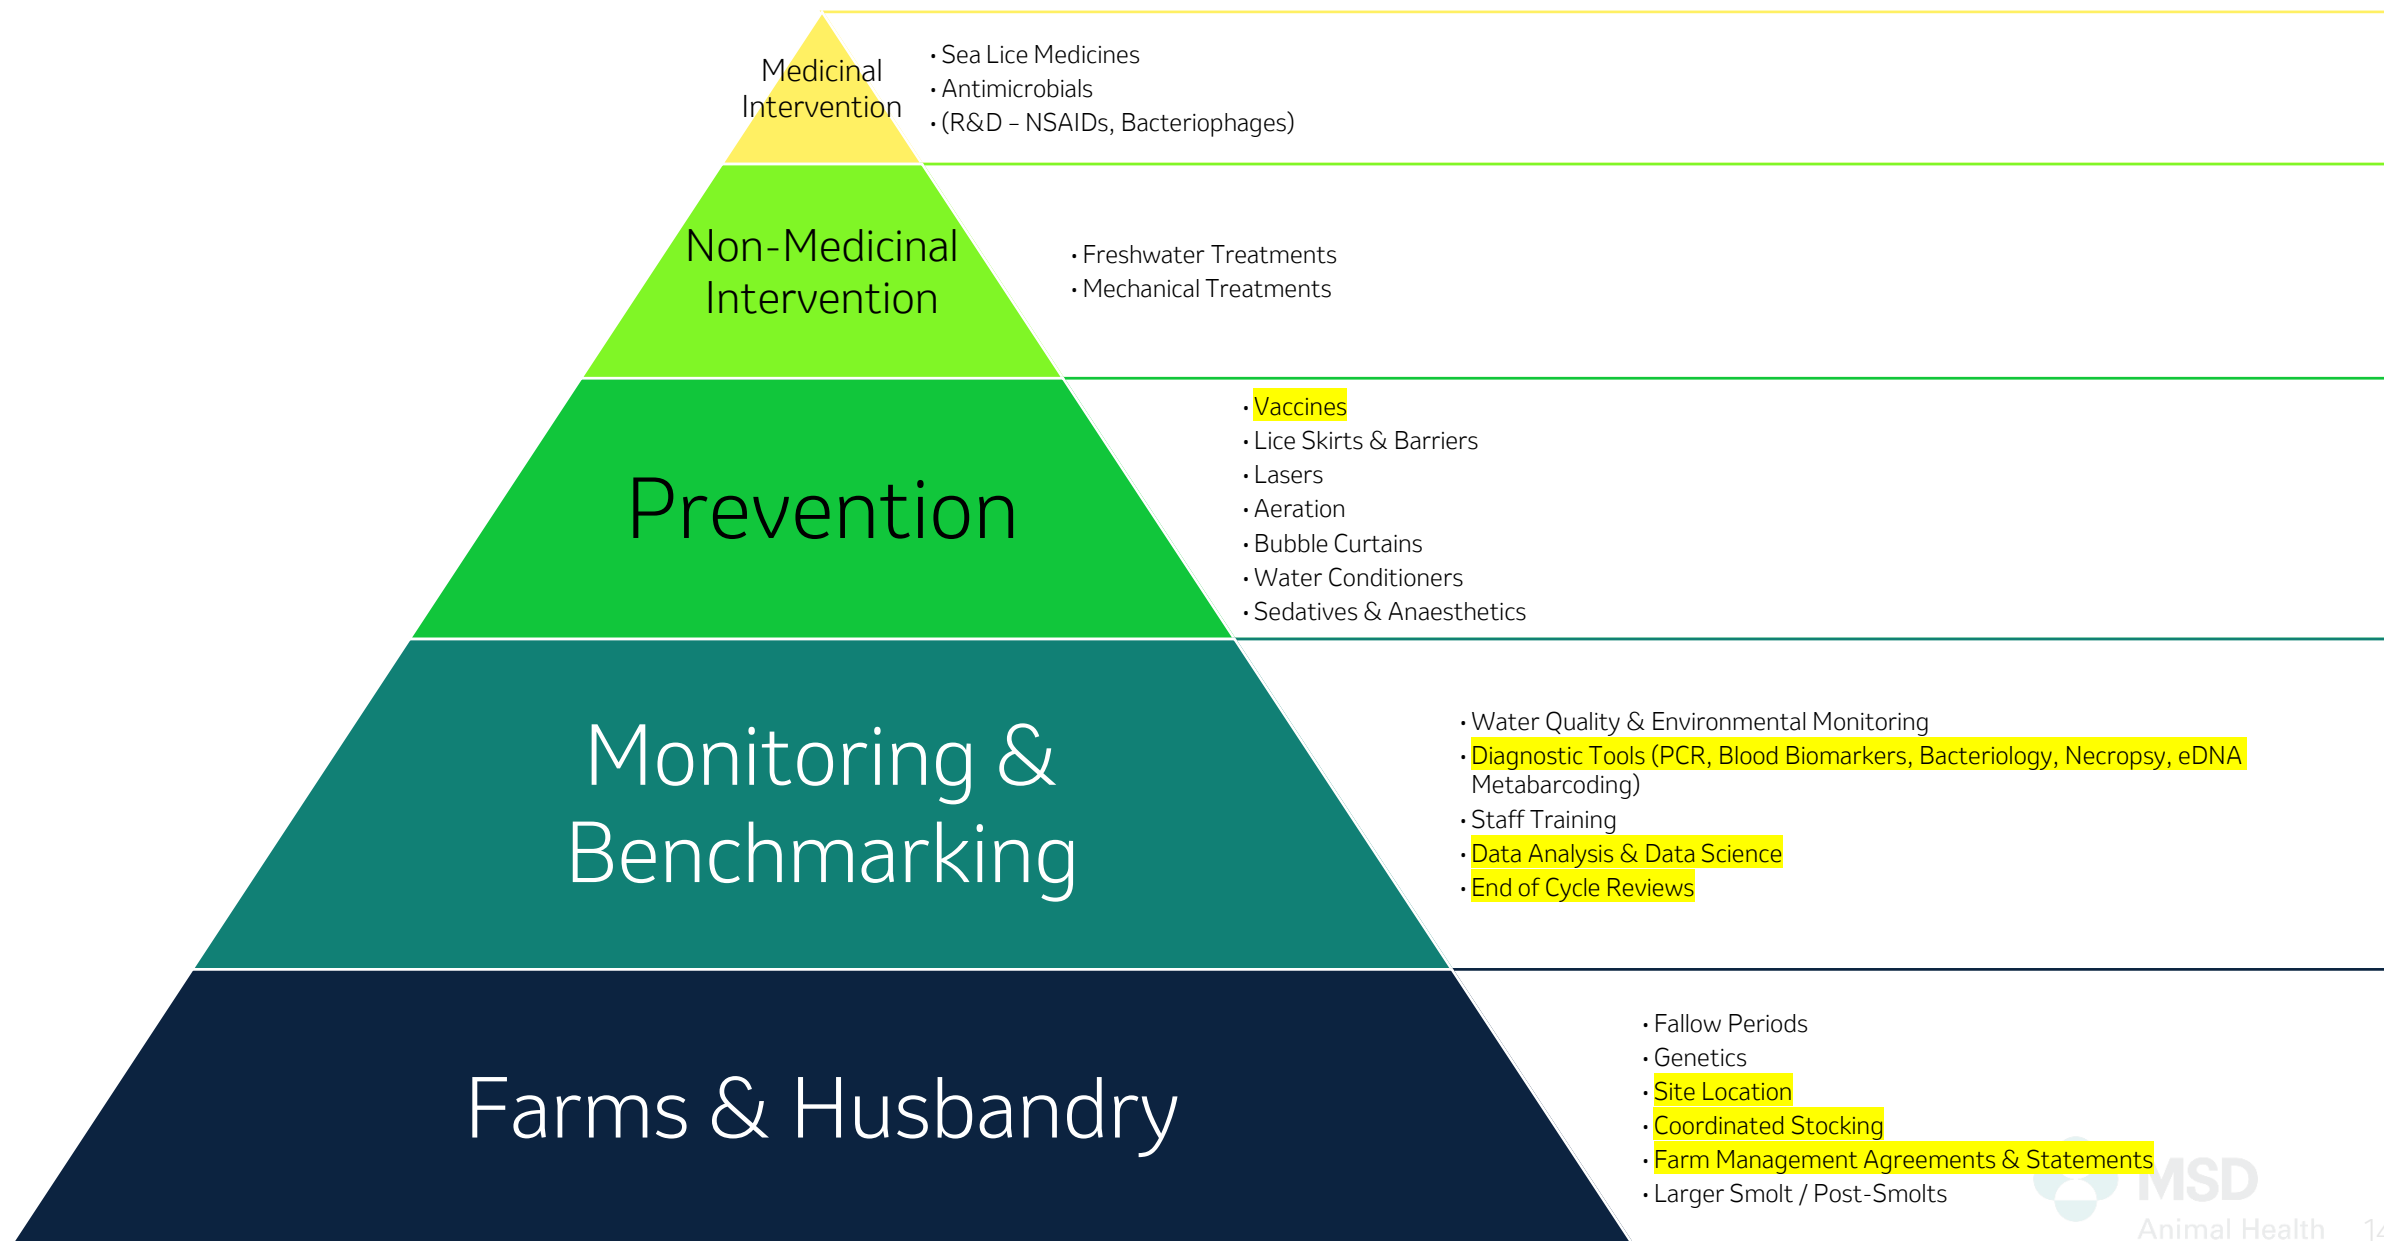 Medicinal
Intervention
• Sea Lice Medicines
• Antimicrobials
• (R&D – NSAIDs, Bacteriophages)
Non-Medicinal
Intervention
• Freshwater Treatments
• Mechanical Treatments
Prevention
• Vaccines
• Lice Skirts & Barriers
• Lasers
• Aeration
• Bubble Curtains
• Water Conditioners
• Sedatives & Anaesthetics
Monitoring &
Benchmarking
• Water Quality & Environmental Monitoring
• Diagnostic Tools (PCR, Blood Biomarkers, Bacteriology, Necropsy, eDNA
Metabarcoding)
• Staff Training
• Data Analysis & Data Science
• End of Cycle Reviews
Farms & Husbandry
• Fallow Periods
• Genetics
• Site Location
• Coordinated Stocking
• Farm Management Agreements & Statements
• Larger Smolt / Post-Smolts
MSD
Animal Health
14